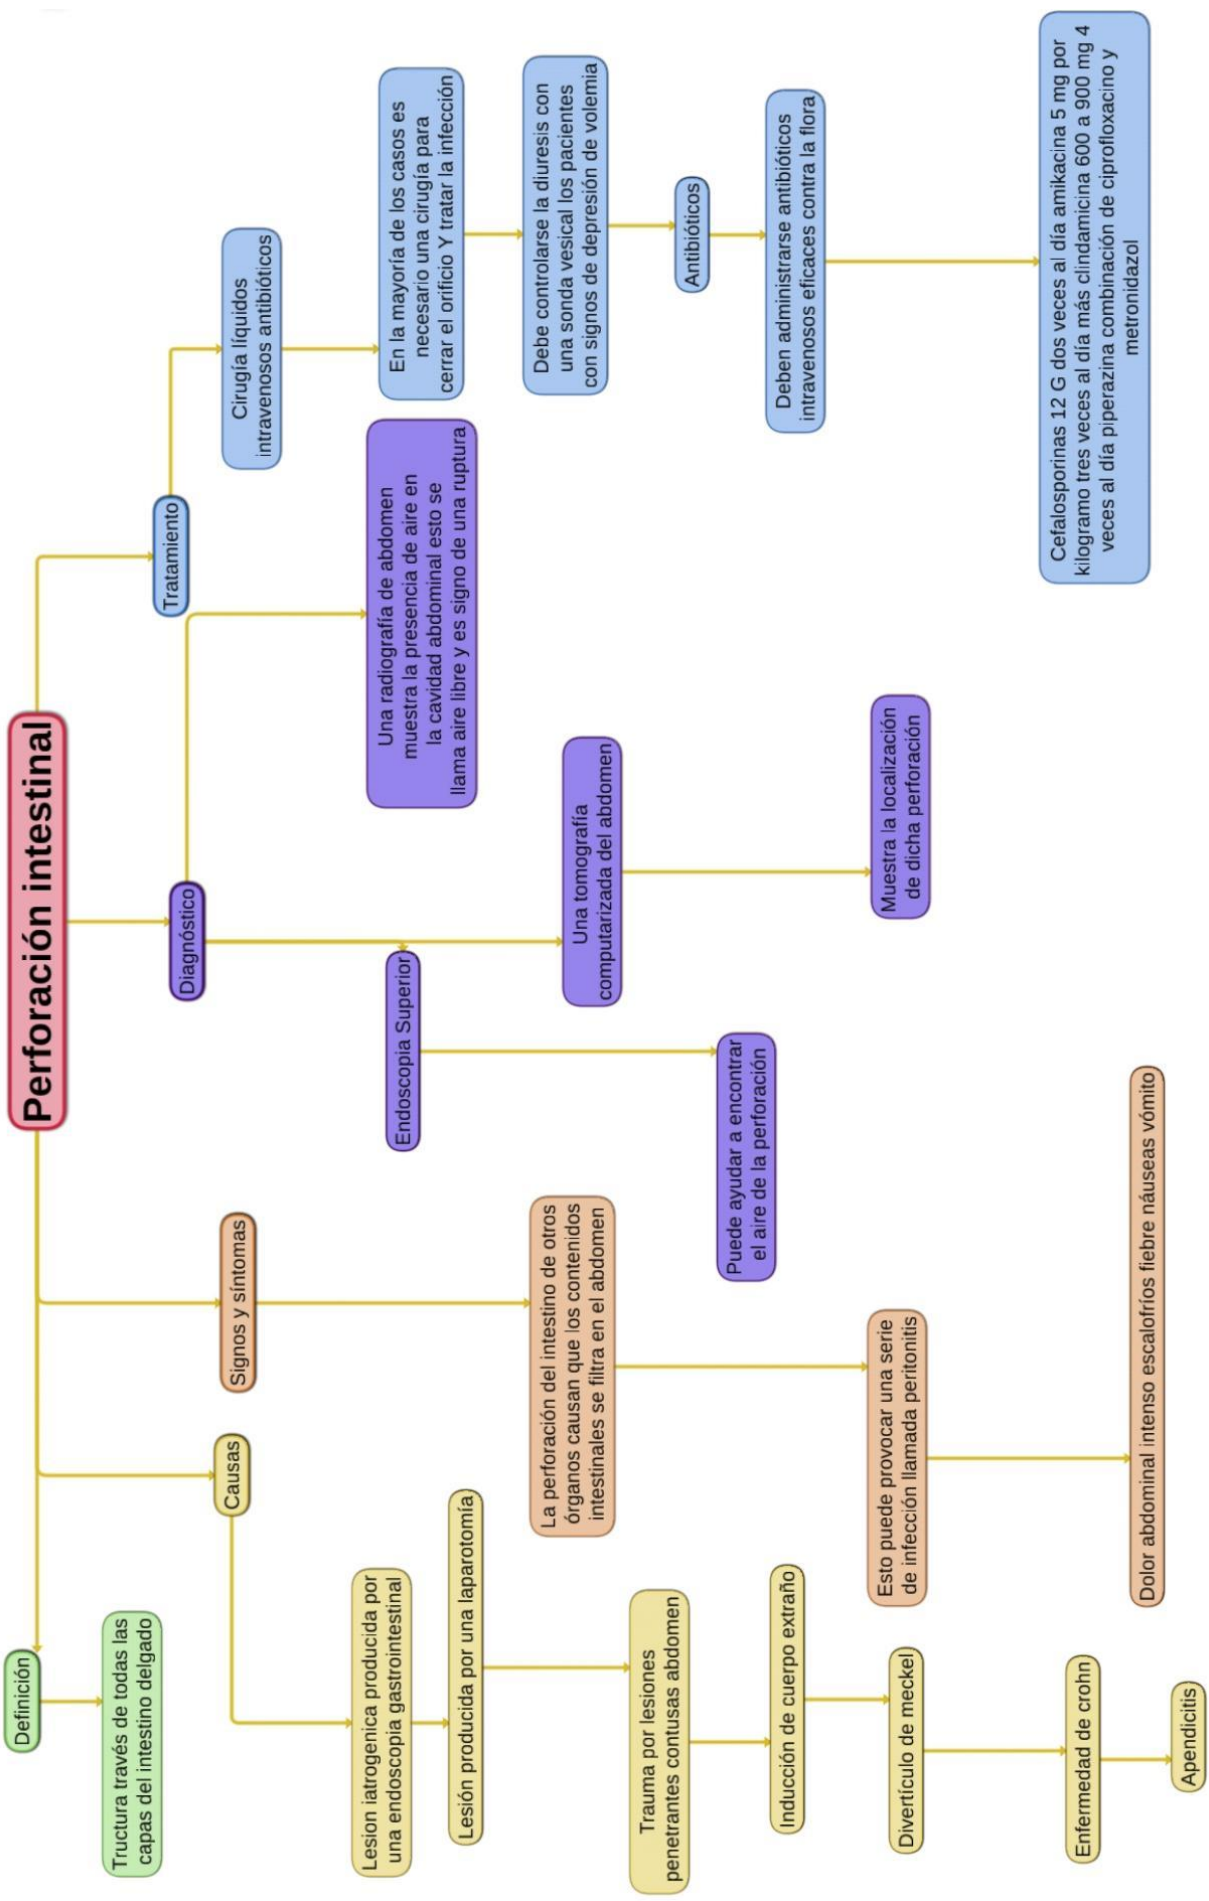 Perforación intestinal
Definición
Tructura través de todas las
capas del intestino delgado
Causas
Lesion iatrogenica producida por
una endoscopia gastrointestinal
Lesión producida por una laparotomía
Trauma por lesiones
penetrantes contusas abdomen
Inducción de cuerpo extraño
Divertículo de meckel
Enfermedad de crohn
Apendicitis
Signos y síntomas
La perforación del intestino de otros
órganos causan que los contenidos
intestinales se filtra en el abdomen
Esto puede provocar una serie
de infección llamada peritonitis
Dolor abdominal intenso escalofríos fiebre náuseas vómito
Diagnóstico
Endoscopia Superior
Puede ayudar a encontrar
el aire de la perforación
Una tomografía
computarizada del abdomen
Muestra la localización
de dicha perforación
Una radiografía de abdomen
muestra la presencia de aire en
la cavidad abdominal esto se
llama aire libre y es signo de una ruptura
Tratamiento
Cirugía líquidos
intravenosos antibióticos
En la mayoría de los casos es
necesario una cirugía para
cerrar el orificio Y tratar la infección
Debe controlarse la diuresis con
una sonda vesical los pacientes
con signos de depresión de volemia
Antibióticos
Deben administrarse antibióticos
intravenosos eficaces contra la flora
Cefalosporinas 12 G dos veces al día amikacina 5 mg por
kilogramo tres veces al día más clindamicina 600 a 900 mg 4
veces al día piperazina combinación de ciprofloxacino y
metronidazol